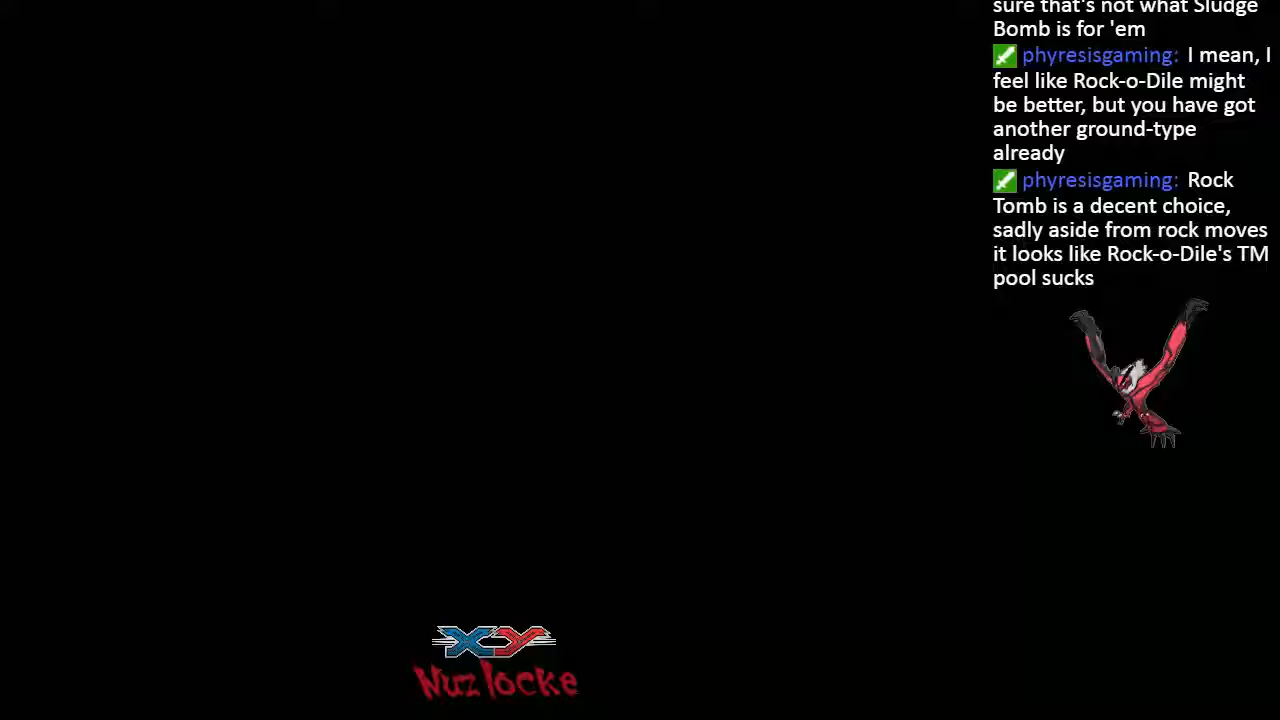 sure that's not what Sludge
Bomb is for 'em
phyresisgaming: I mean, I
feel like Rock-o-Dile might
be better, but you have got
another ground-type
already
phyresisgaming: Rock
Tomb is a decent choice,
sadly aside from rock moves
it looks like Rock-o-Dile's TM
pool sucks
XY
Nuzlocke